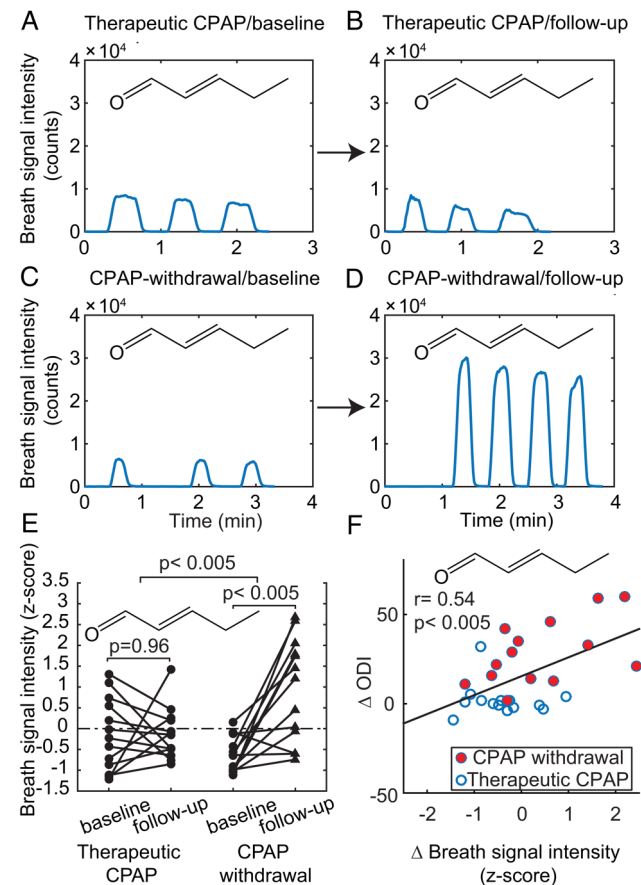 A Therapeutic CPAP/baseline
×10⁴
4
3
2
1
0
0 1 2 3
Breath signal intensity
(counts)
O
B Therapeutic CPAP/follow-up
×10⁴
4
3
2
1
0
0 1 2 3
O
C CPAP-withdrawal/baseline
×10⁴
4
3
2
1
0
0 1 2 3 4
Breath signal intensity
(counts)
Time (min)
O
D CPAP-withdrawal/follow-up
×10⁴
4
3
2
1
0
0 1 2 3 4
Time (min)
O
E
p< 0.005
p< 0.005
p=0.96
O
Breath signal intensity (z-score)
3.5
3
2.5
2
1.5
1
0.5
0
-0.5
-1
-1.5
baseline follow-up baseline follow-up
Therapeutic
CPAP
CPAP
withdrawal
F
O
r= 0.54
p< 0.005
Δ ODI
50
0
-50
CPAP withdrawal
Therapeutic CPAP
-2 -1 0 1 2
Δ Breath signal intensity
(z-score)